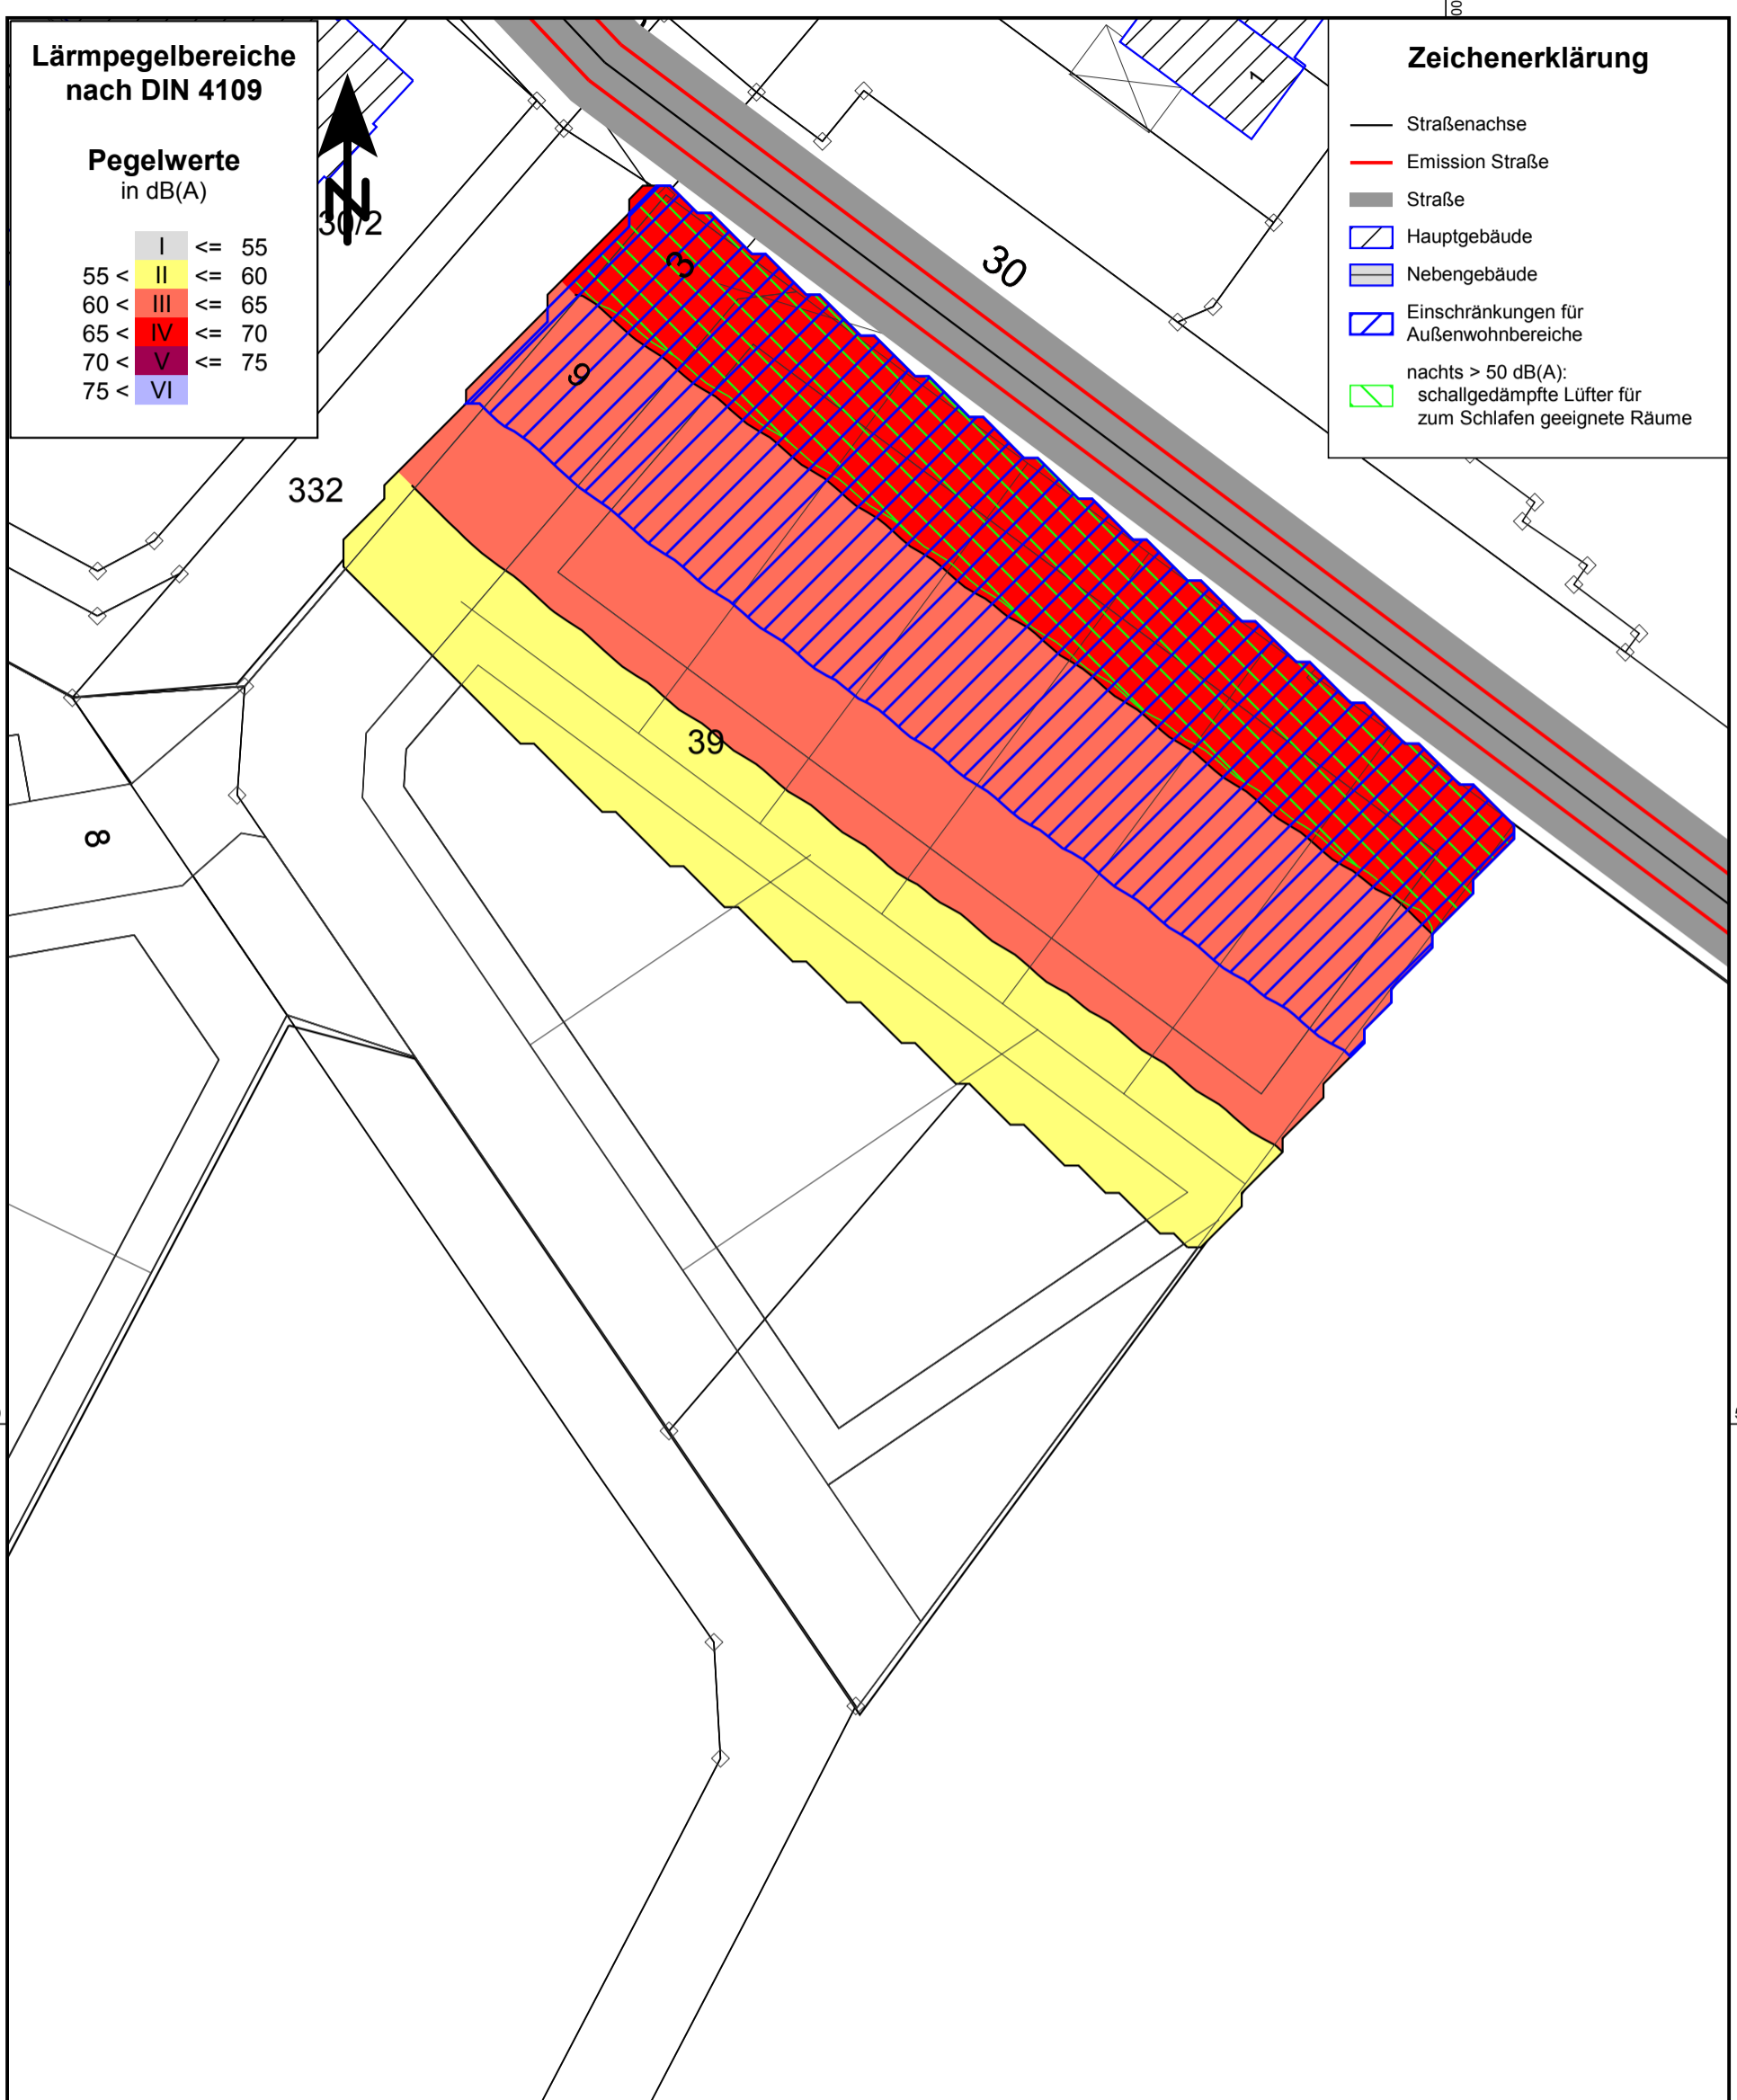 Lärmpegelbereiche
nach DIN 4109
Pegelwerte
in dB(A)
I <= 55
55 < II <= 60
60 < III <= 65
65 < IV <= 70
70 < V <= 75
75 < VI
Zeichenerklärung
Straßenachse
Emission Straße
Straße
Hauptgebäude
Nebengebäude
Einschränkungen für
Außenwohnbereiche
nachts > 50 dB(A):
schallgedämpfte Lüfter für
zum Schlafen geeignete Räume
N
30/2
1
30
3
9
332
39
8